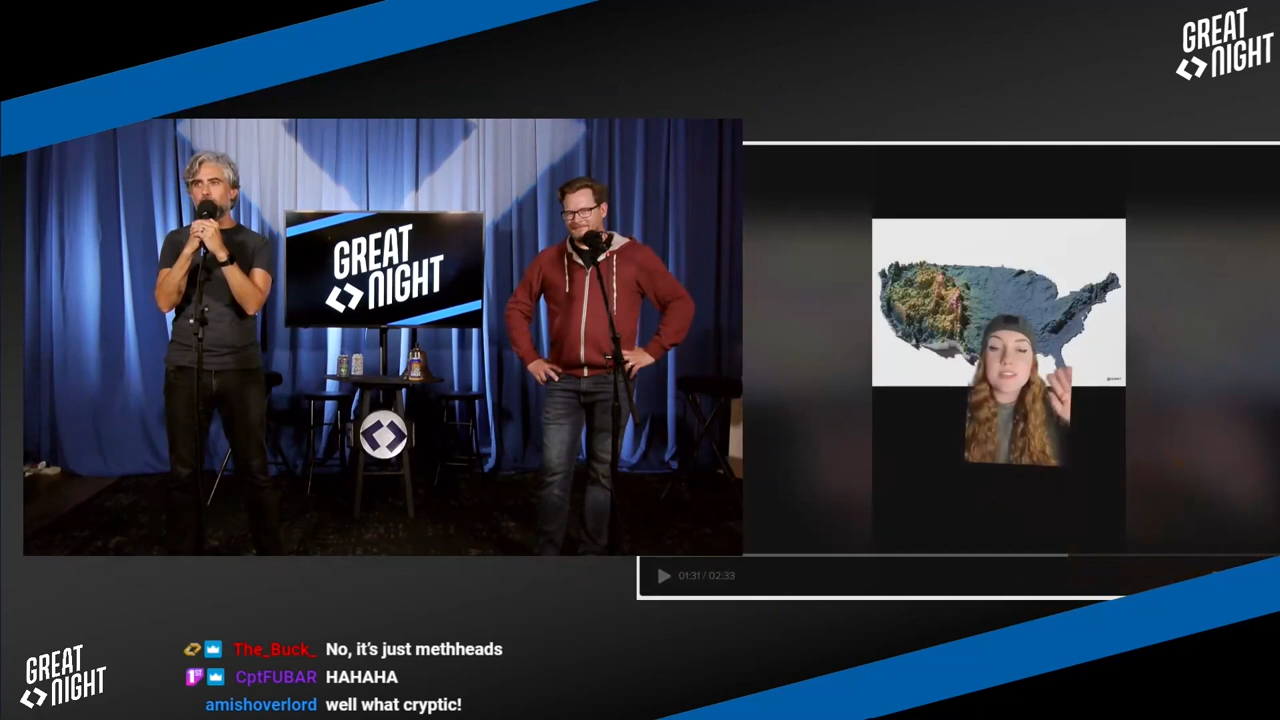 GREAT
NIGHT
GREAT
NIGHT
01:31 / 02:33
GREAT
NIGHT
The_Buck_ No, it's just methheads
CptFUBAR HAHAHA
amishoverlord well what cryptic!